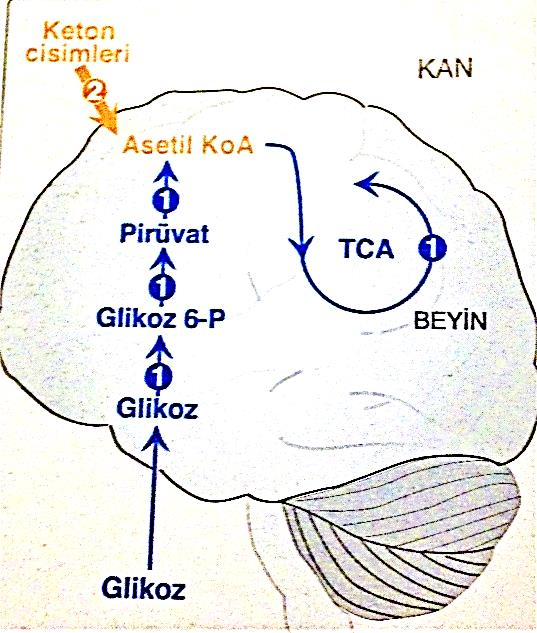 Keton
cisimleri
KAN
2
Asetil KoA
1
Pirüvat
TCA
1
1
Glikoz 6-P
BEYİN
1
Glikoz
Glikoz